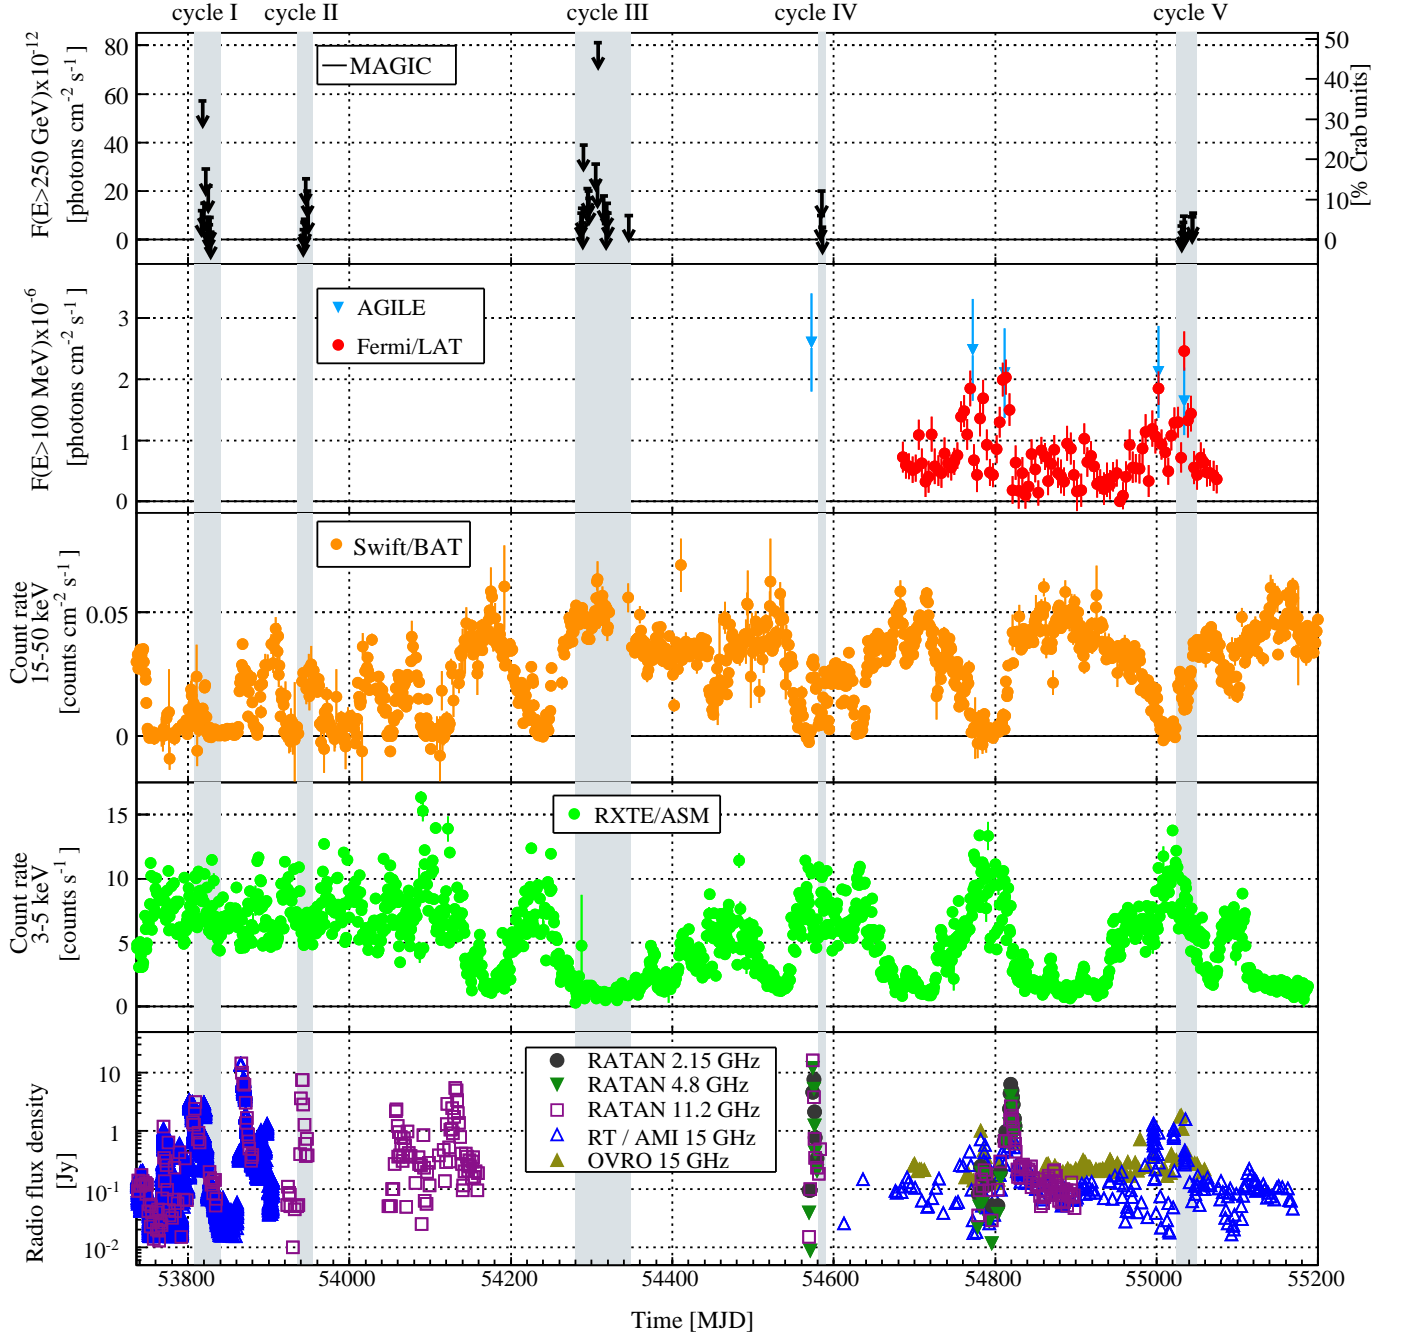 cycle I cycle II cycle III cycle IV cycle V
F(E>250 GeV)x10⁻¹²
[photons cm⁻² s⁻¹]
80
60
40
20
0
MAGIC
50
40
30
20
10
0
[% Crab units]
F(E>100 MeV)x10⁻⁶
[photons cm⁻² s⁻¹]
3
2
1
0
AGILE
Fermi/LAT
Count rate
15-50 keV
[counts cm⁻² s⁻¹]
0.05
0
Swift/BAT
Count rate
3-5 keV
[counts s⁻¹]
15
10
5
0
RXTE/ASM
Radio flux density
[Jy]
10
1
10⁻¹
10⁻²
RATAN 2.15 GHz
RATAN 4.8 GHz
RATAN 11.2 GHz
RT / AMI 15 GHz
OVRO 15 GHz
53800 54000 54200 54400 54600 54800 55000 55200
Time [MJD]